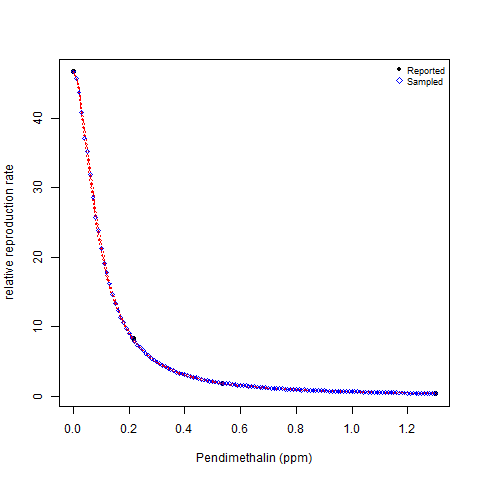 Reported
Sampled
relative reproduction rate
40
30
20
10
0
0.0 0.2 0.4 0.6 0.8 1.0 1.2
Pendimethalin (ppm)